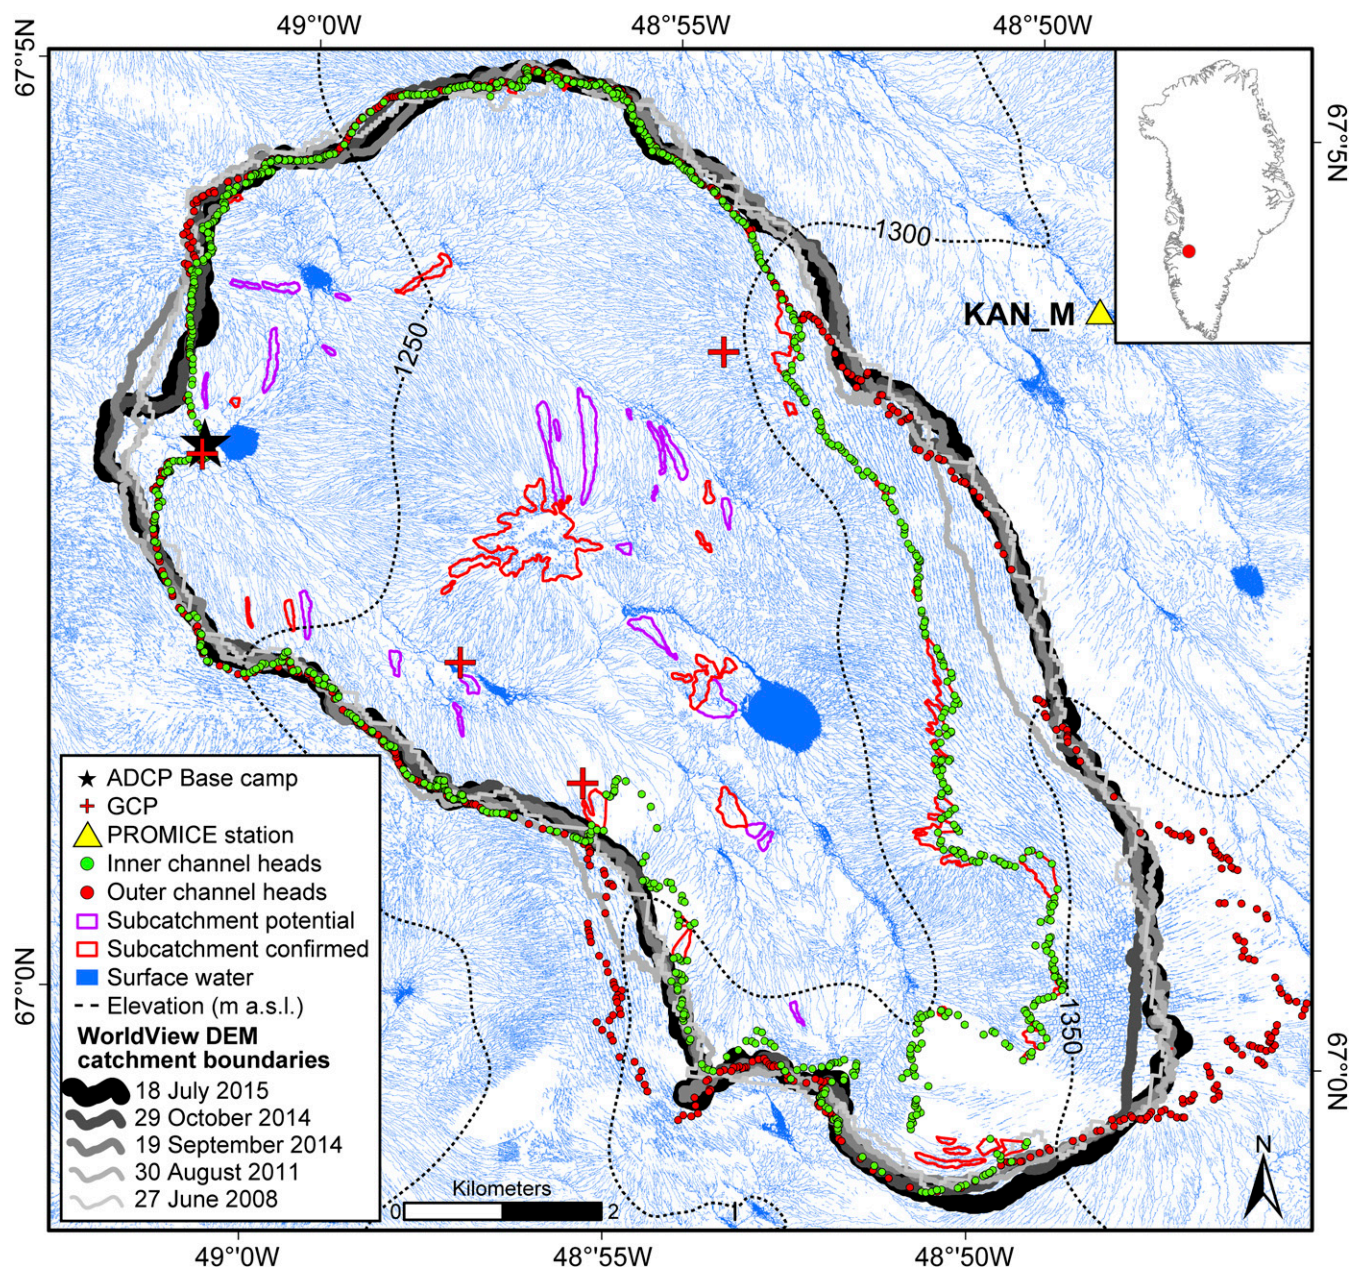 49°0'W
48°55'W
48°50'W
67°5'N
67°5'N
1300
KAN_M
1250
ADCP Base camp
GCP
PROMICE station
Inner channel heads
Outer channel heads
Subcatchment potential
Subcatchment confirmed
Surface water
Elevation (m a.s.l.)
WorldView DEM
catchment boundaries
18 July 2015
29 October 2014
19 September 2014
30 August 2011
27 June 2008
67°0'N
1350
67°0'N
Kilometers
0
2
N
49°0'W
48°55'W
48°50'W